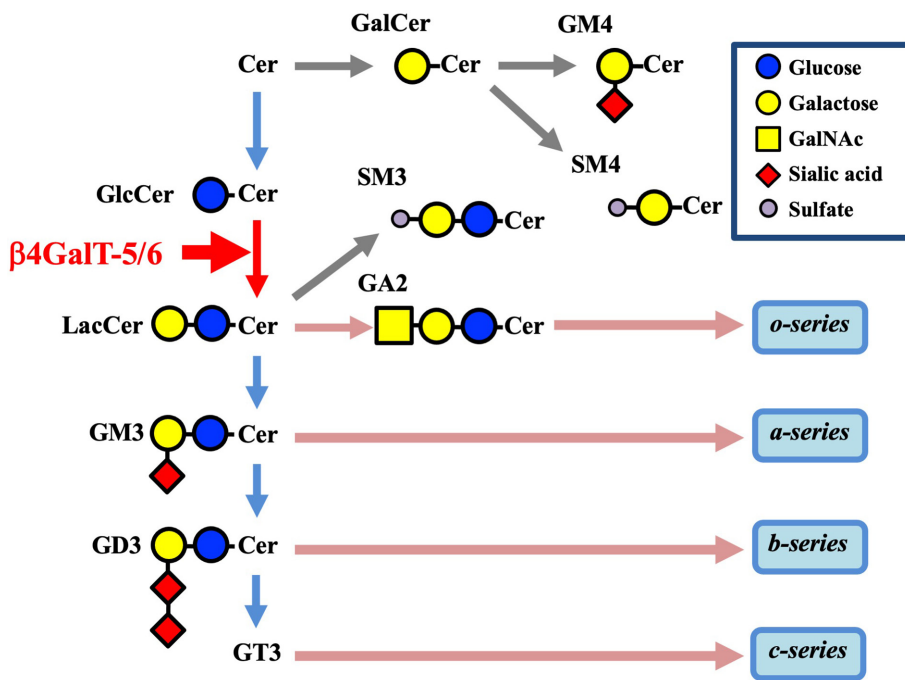 GalCer
GM4
Cer
Cer
Cer
Glucose
Galactose
GalNAc
Sialic acid
Sulfate
GlcCer
Cer
SM3
SM4
Cer
Cer
β4GalT-5/6
GA2
LacCer
Cer
Cer
o-series
GM3
Cer
a-series
GD3
Cer
b-series
GT3
c-series